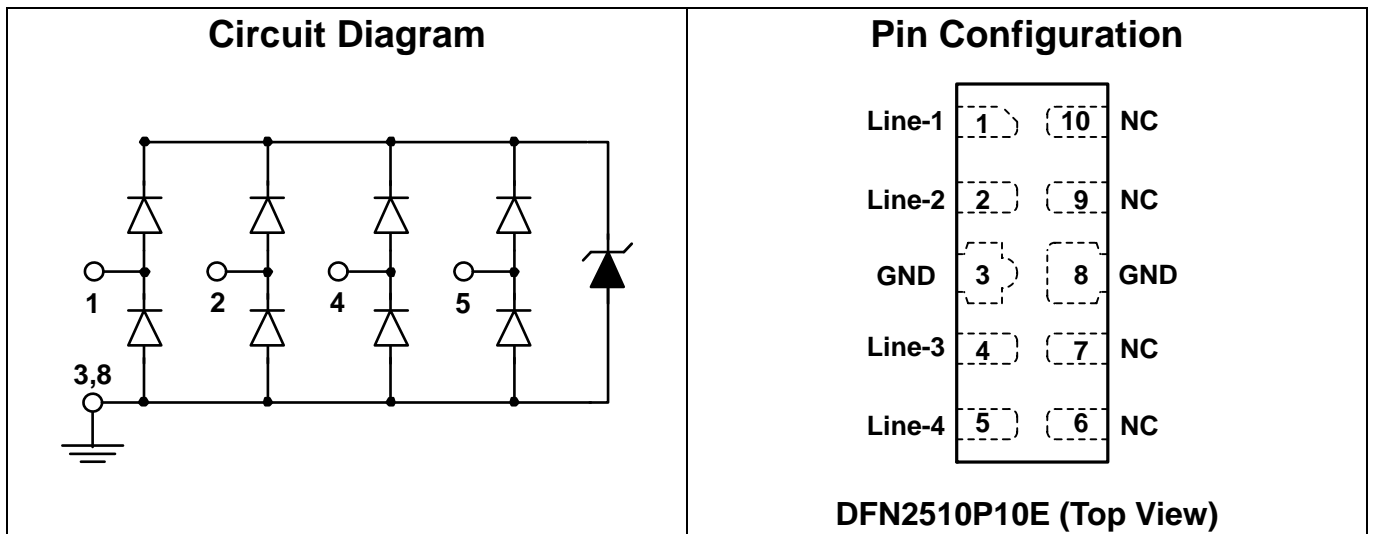 Circuit Diagram
1
2
4
5
3,8
Pin Configuration
Line-1 1 10 NC
Line-2 2 9 NC
GND 3 8 GND
Line-3 4 7 NC
Line-4 5 6 NC
DFN2510P10E (Top View)